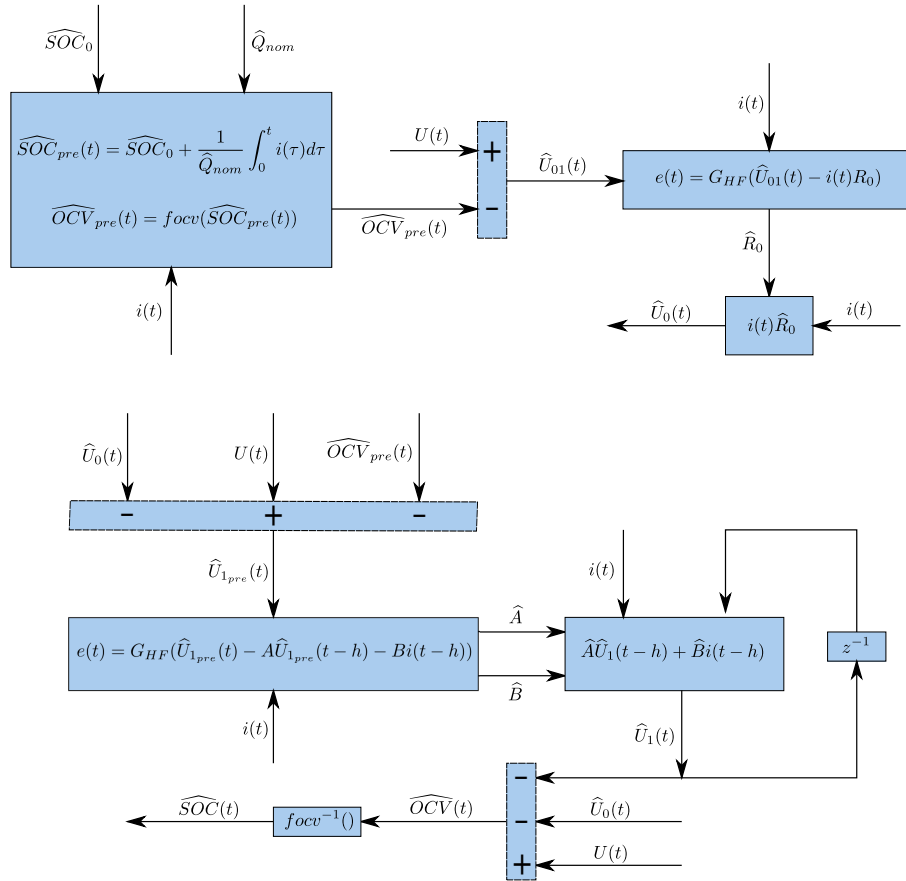 $\widehat{SOC}_0$
$\widehat{Q}_{nom}$
$i(t)$
$\widehat{SOC}_{pre}(t) = \widehat{SOC}_0 + \frac{1}{\widehat{Q}_{nom}} \int_0^t i(\tau)d\tau$
$U(t)$
+
$\widehat{U}_{01}(t)$
$e(t) = G_{HF}(\widehat{U}_{01}(t) - i(t)R_0)$
$\widehat{OCV}_{pre}(t) = focv(\widehat{SOC}_{pre}(t))$
-
$\widehat{OCV}_{pre}(t)$
$\widehat{R}_0$
$i(t)$
$\widehat{U}_0(t)$
$i(t)\widehat{R}_0$
$i(t)$
$\widehat{U}_0(t)$
$U(t)$
$\widehat{OCV}_{pre}(t)$
- + -
$\widehat{U}_{1_{pre}}(t)$
$i(t)$
$\widehat{A}$
$e(t) = G_{HF}(\widehat{U}_{1_{pre}}(t) - A\widehat{U}_{1_{pre}}(t-h) - Bi(t-h))$
$\widehat{A}\widehat{U}_1(t-h) + \widehat{B}i(t-h)$
$z^{-1}$
$\widehat{B}$
$i(t)$
$\widehat{U}_1(t)$
-
$\widehat{SOC}(t)$
$focv^{-1}()$
$\widehat{OCV}(t)$
-
$\widehat{U}_0(t)$
+
$U(t)$